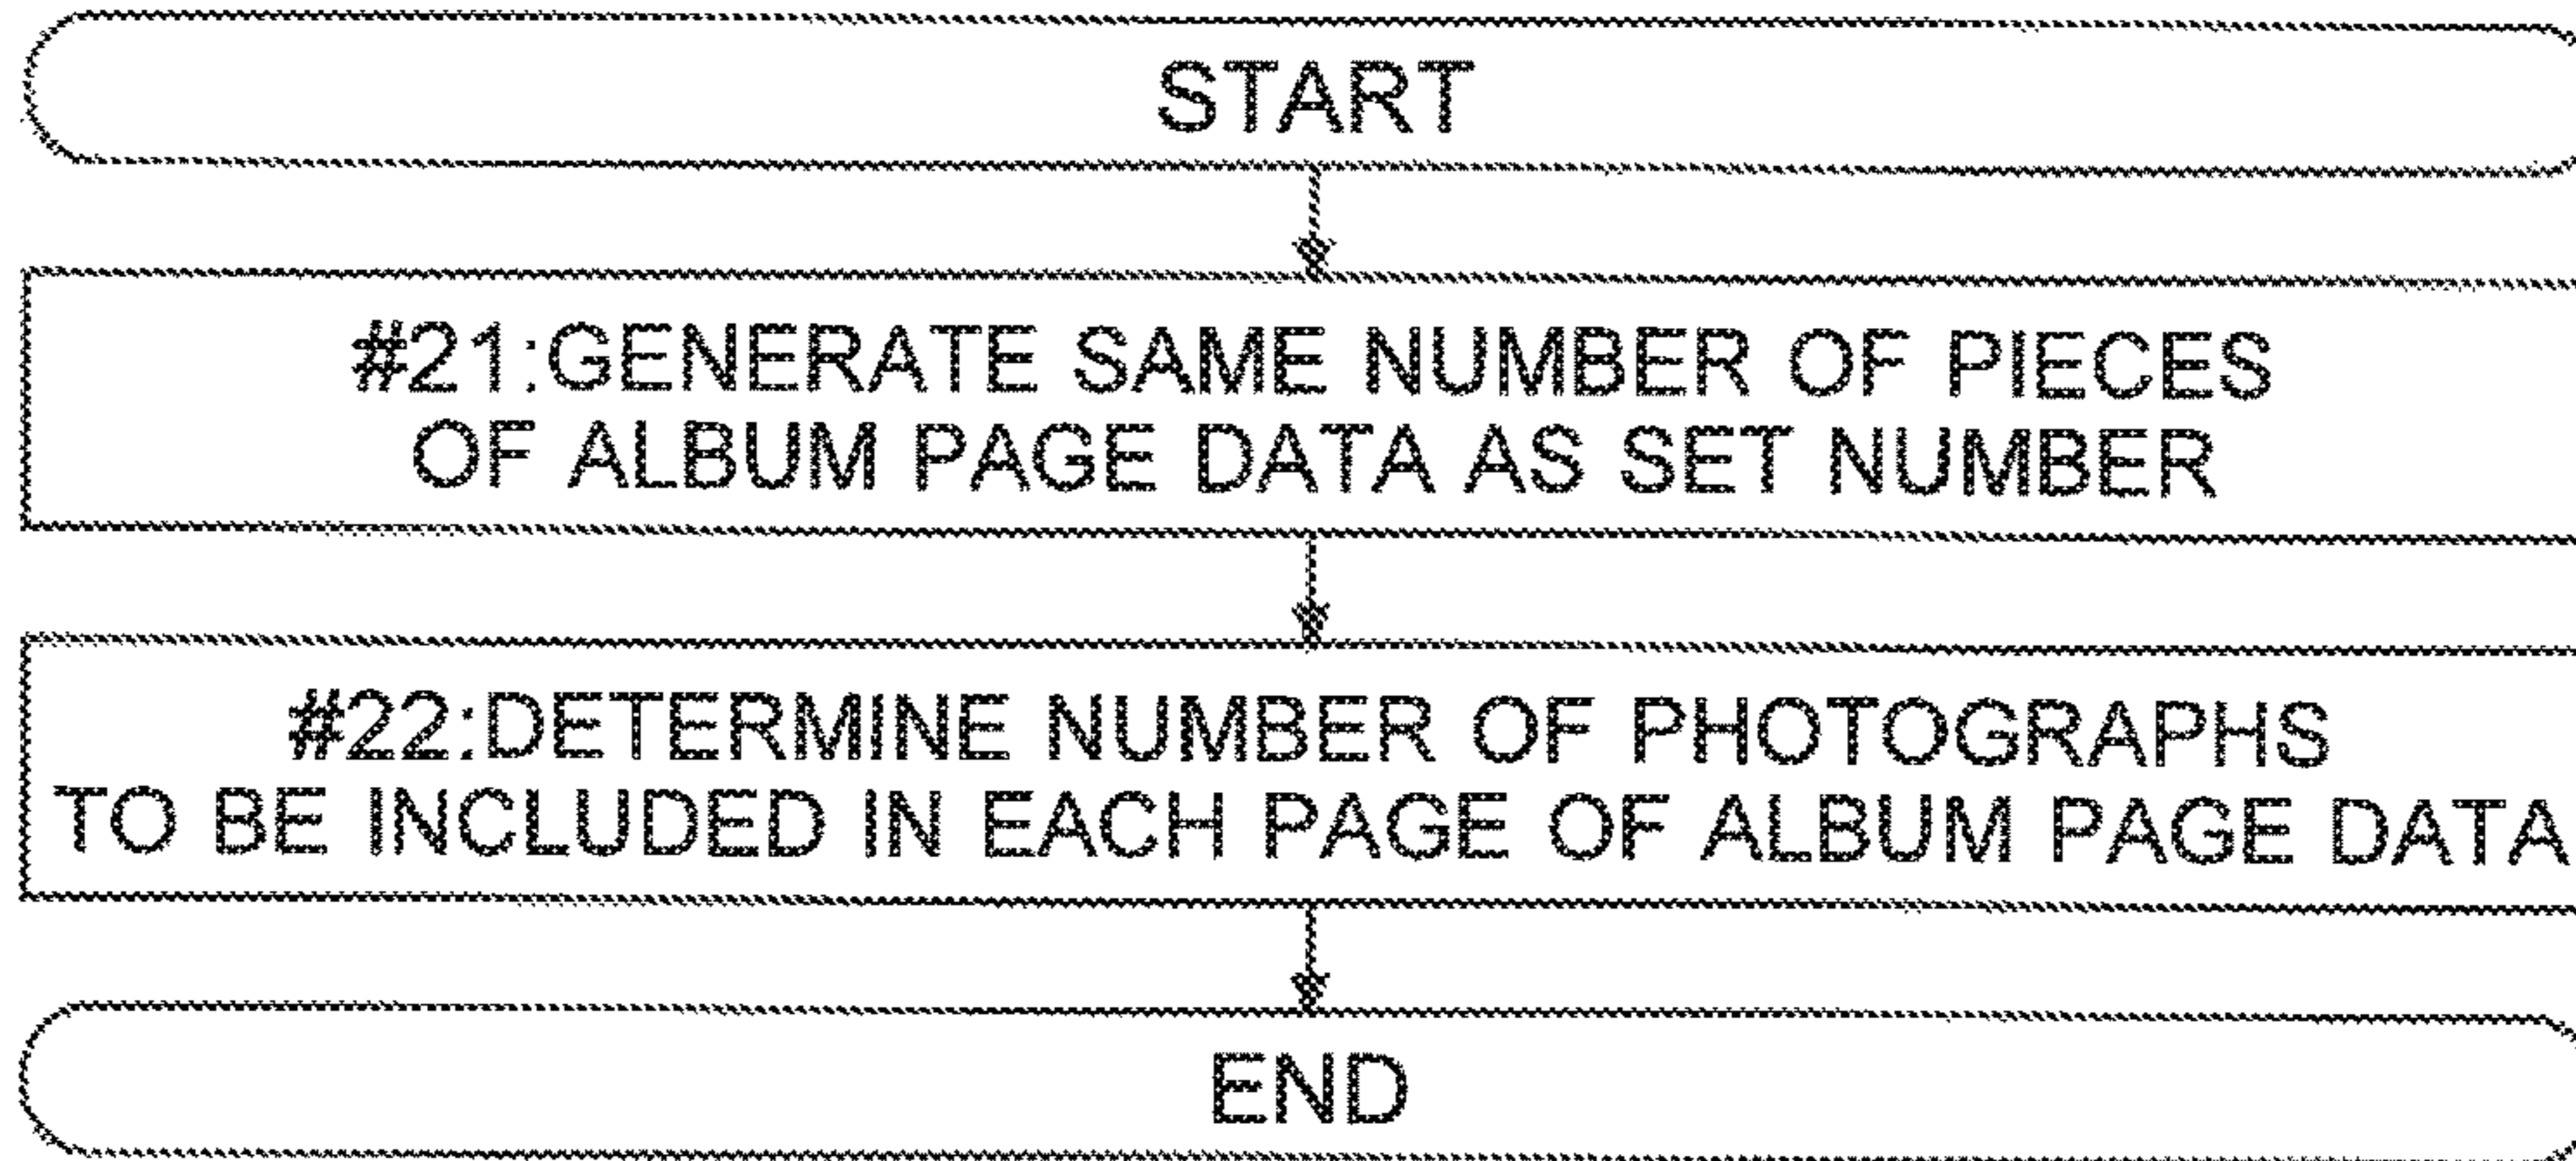 START
#21:GENERATE SAME NUMBER OF PIECES
OF ALBUM PAGE DATA AS SET NUMBER
#22:DETERMINE NUMBER OF PHOTOGRAPHS
TO BE INCLUDED IN EACH PAGE OF ALBUM PAGE DATA
END